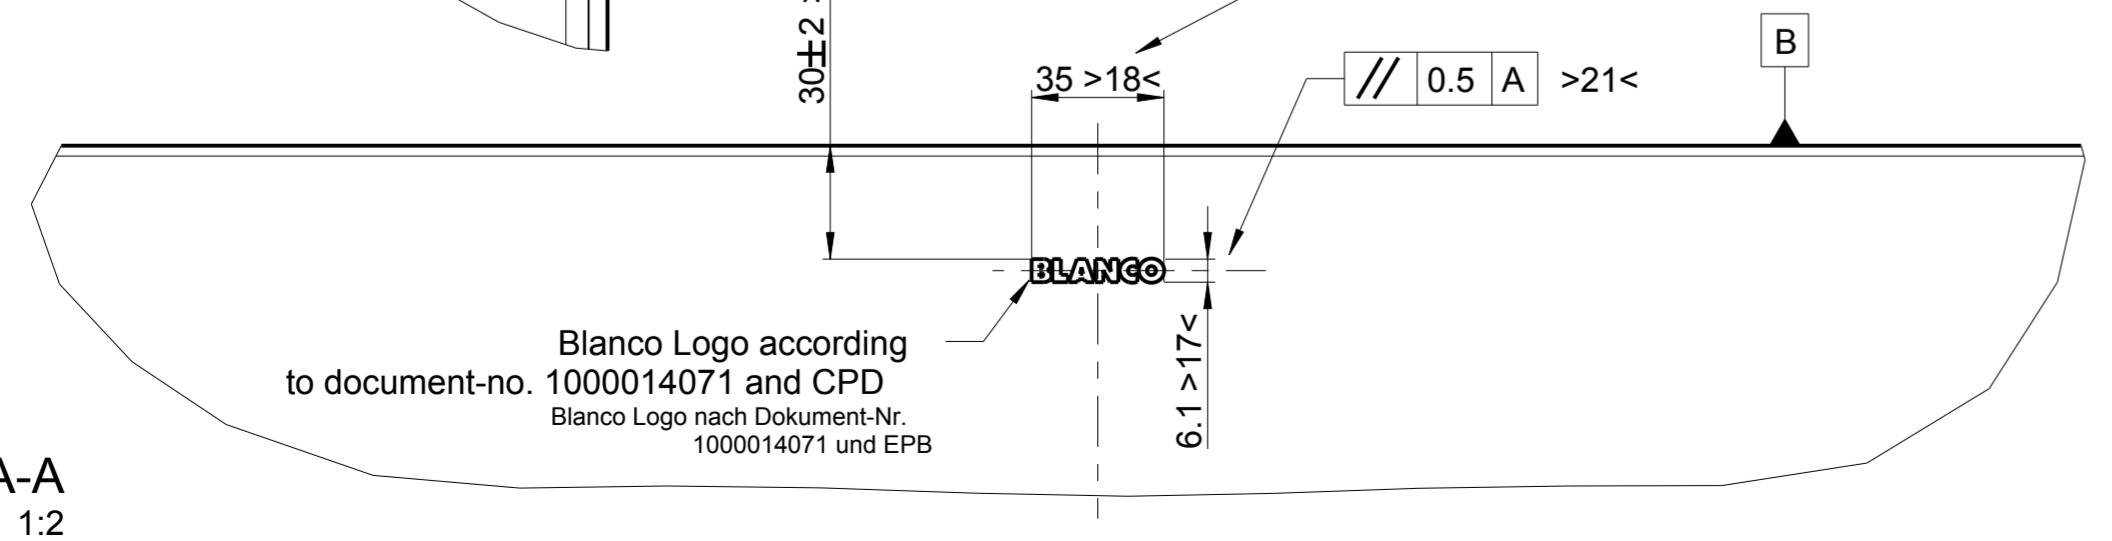 30±2
35 >18<
// 0.5 A >21<
B
BLANCO
6.1 >17<
Blanco Logo according
to document-no. 1000014071 and CPD
Blanco Logo nach Dokument-Nr.
1000014071 und EPB
A-A
1:2